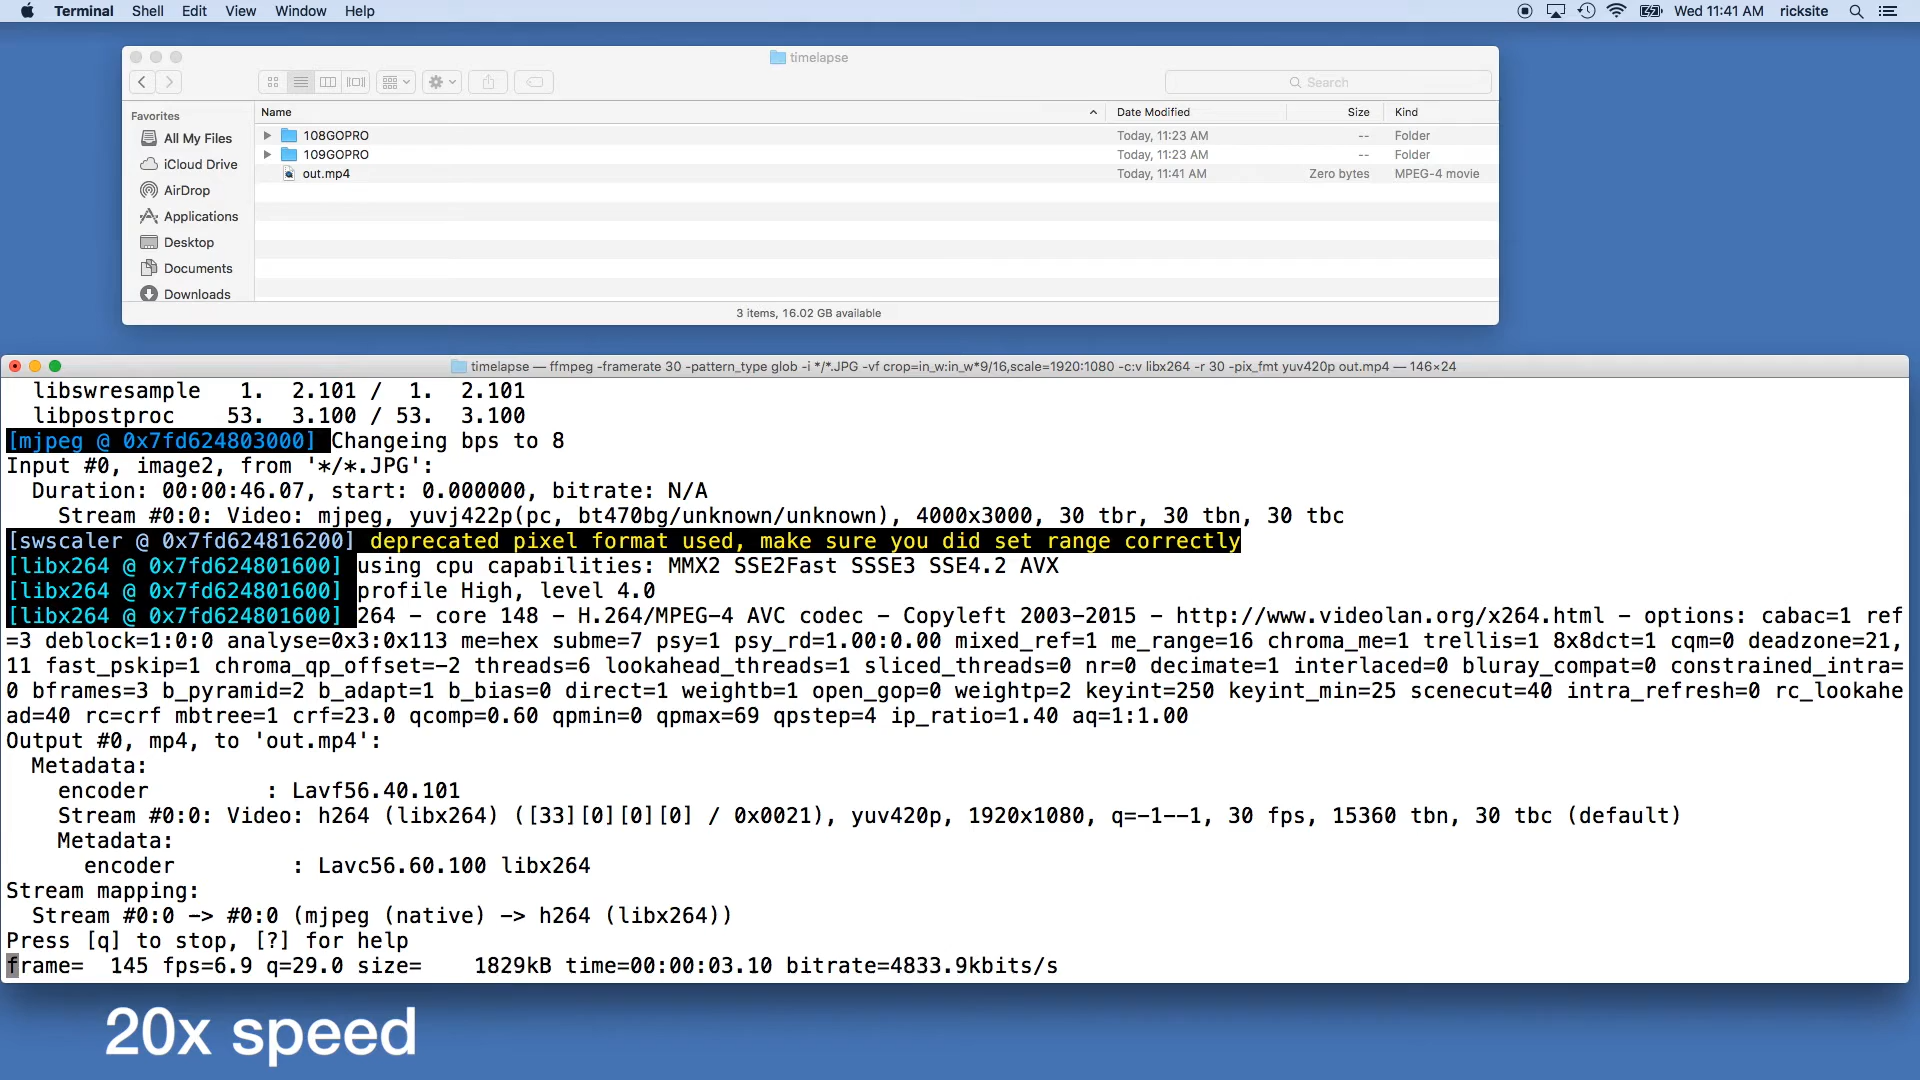 Terminal Shell Edit View Window Help Wed 11:41 AM ricksite
timelapse
Search
Favorites
All My Files
iCloud Drive
AirDrop
Applications
Desktop
Documents
Downloads
Name Date Modified Size Kind
108GOPRO Today, 11:23 AM -- Folder
109GOPRO Today, 11:23 AM -- Folder
out.mp4 Today, 11:41 AM Zero bytes MPEG-4 movie
3 items, 16.02 GB available
timelapse — ffmpeg -framerate 30 -pattern_type glob -i */*.JPG -vf crop=in_w:in_w*9/16,scale=1920:1080 -c:v libx264 -r 30 -pix_fmt yuv420p out.mp4 — 146×24
libswresample 1. 2.101 / 1. 2.101
libpostproc 53. 3.100 / 53. 3.100
[mjpeg @ 0x7fd624803000] Changeing bps to 8
Input #0, image2, from '*/*.JPG':
Duration: 00:00:46.07, start: 0.000000, bitrate: N/A
Stream #0:0: Video: mjpeg, yuvj422p(pc, bt470bg/unknown/unknown), 4000x3000, 30 tbr, 30 tbn, 30 tbc
[swscaler @ 0x7fd624816200] deprecated pixel format used, make sure you did set range correctly
[libx264 @ 0x7fd624801600] using cpu capabilities: MMX2 SSE2Fast SSSE3 SSE4.2 AVX
[libx264 @ 0x7fd624801600] profile High, level 4.0
[libx264 @ 0x7fd624801600] 264 - core 148 - H.264/MPEG-4 AVC codec - Copyleft 2003-2015 - http://www.videolan.org/x264.html - options: cabac=1 ref
=3 deblock=1:0:0 analyse=0x3:0x113 me=hex subme=7 psy=1 psy_rd=1.00:0.00 mixed_ref=1 me_range=16 chroma_me=1 trellis=1 8x8dct=1 cqm=0 deadzone=21,
11 fast_pskip=1 chroma_qp_offset=-2 threads=6 lookahead_threads=1 sliced_threads=0 nr=0 decimate=1 interlaced=0 bluray_compat=0 constrained_intra=
0 bframes=3 b_pyramid=2 b_adapt=1 b_bias=0 direct=1 weightb=1 open_gop=0 weightp=2 keyint=250 keyint_min=25 scenecut=40 intra_refresh=0 rc_lookahe
ad=40 rc=crf mbtree=1 crf=23.0 qcomp=0.60 qpmin=0 qpmax=69 qpstep=4 ip_ratio=1.40 aq=1:1.00
Output #0, mp4, to 'out.mp4':
Metadata:
encoder : Lavf56.40.101
Stream #0:0: Video: h264 (libx264) ([33][0][0][0] / 0x0021), yuv420p, 1920x1080, q=-1--1, 30 fps, 15360 tbn, 30 tbc (default)
Metadata:
encoder : Lavc56.60.100 libx264
Stream mapping:
Stream #0:0 -> #0:0 (mjpeg (native) -> h264 (libx264))
Press [q] to stop, [?] for help
frame= 145 fps=6.9 q=29.0 size= 1829kB time=00:00:03.10 bitrate=4833.9kbits/s
20x speed